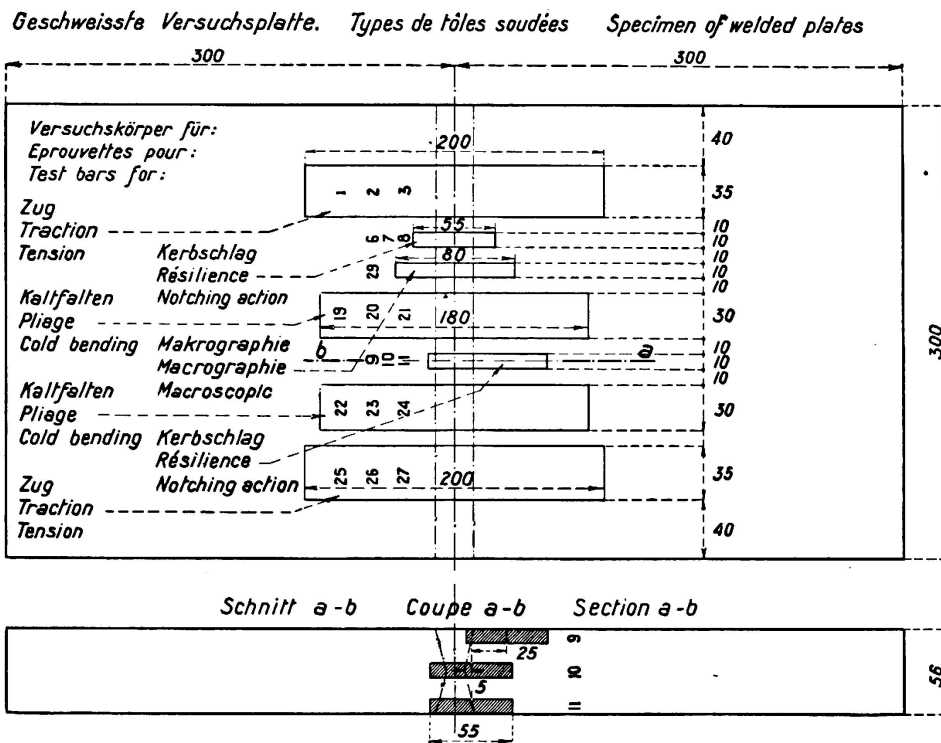 Geschweisste Versuchsplatte. Types de tôles soudées Specimen of welded plates
300 300
Versuchskörper für:
Eprouvettes pour:
Test bars for:
Zug
Traction
Tension
Kerbschlag
Résilience
Notching action
Kaltfalten
Pliage
Cold bending
Makrographie
Macrographie
Macroscopic
Kaltfalten
Pliage
Cold bending
Kerbschlag
Résilience
Notching action
Zug
Traction
Tension
200
1 2 3
55
6 7 8
80
29
19 20 21
180
b 9 10 11 a
22 23 24
25 26 27
200
40
35
10
10
10
10
10
30
10
10
10
30
35
40
300
Schnitt a-b Coupe a-b Section a-b
9
25
10
5
11
55
56